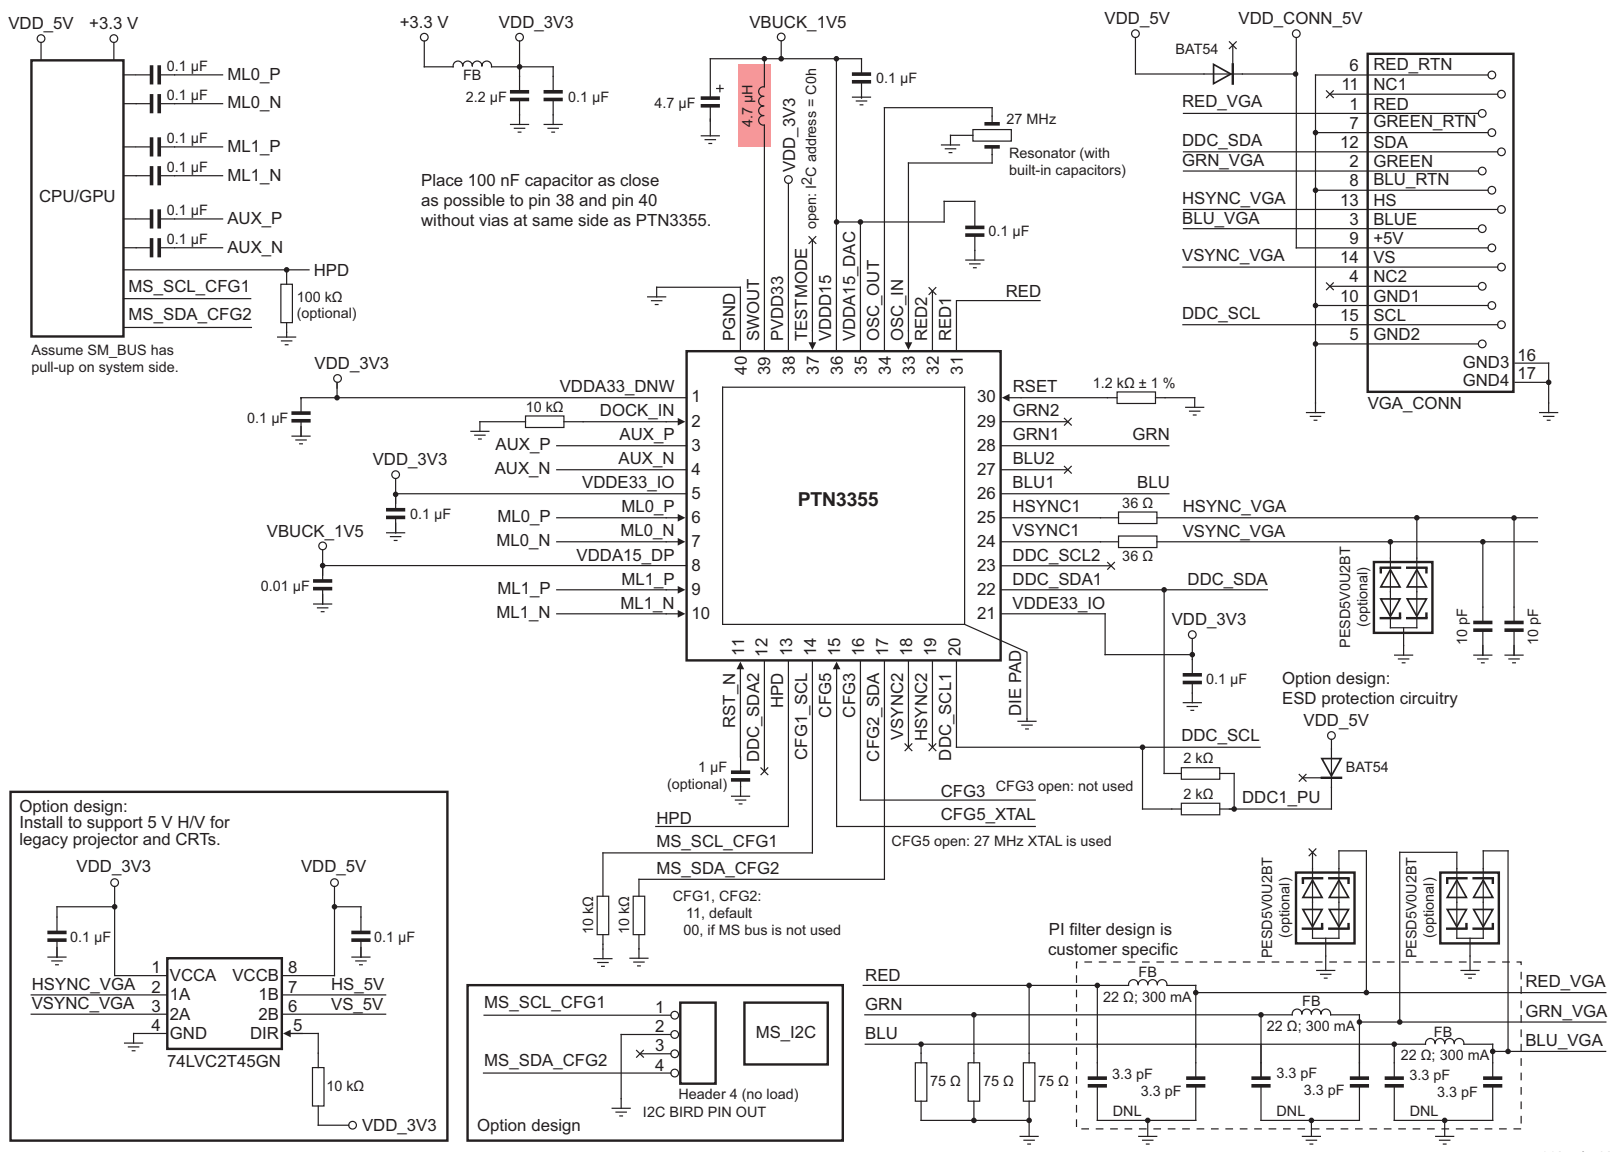 VDD_5V +3.3 V
0.1 µF ML0_P
0.1 µF ML0_N
0.1 µF ML1_P
0.1 µF ML1_N
0.1 µF AUX_P
0.1 µF AUX_N
CPU/GPU
HPD
MS_SCL_CFG1
MS_SDA_CFG2
100 kΩ
(optional)
Assume SM_BUS has
pull-up on system side.
+3.3 V VDD_3V3
FB
2.2 µF 0.1 µF
Place 100 nF capacitor as close
as possible to pin 38 and pin 40
without vias at same side as PTN3355.
VBUCK_1V5
4.7 µF +
4.7 µH
VDD_3V3
open: I2C address = C0h
0.1 µF
27 MHz
Resonator (with
built-in capacitors)
0.1 µF
PGND
SWOUT
PVDD33
TESTMODE
VDDD15
VDDA15_DAC
OSC_OUT
OSC_IN
RED2
RED1
RED
40 39 38 37 36 35 34 33 32 31
VDD_5V VDD_CONN_5V
BAT54
6 RED_RTN
11 NC1
RED_VGA 1 RED
7 GREEN_RTN
DDC_SDA 12 SDA
GRN_VGA 2 GREEN
8 BLU_RTN
HSYNC_VGA 13 HS
BLU_VGA 3 BLUE
9 +5V
VSYNC_VGA 14 VS
4 NC2
10 GND1
DDC_SCL 15 SCL
5 GND2
GND3 16
GND4 17
VGA_CONN
VDD_3V3
0.1 µF
VDDA33_DNW 1
10 kΩ DOCK_IN 2
AUX_P AUX_P 3
AUX_N AUX_N 4
VDD_3V3
VDDE33_IO 5
0.1 µF
ML0_P ML0_P 6
ML0_N ML0_N 7
VBUCK_1V5
VDDA15_DP 8
0.01 µF
ML1_P ML1_P 9
ML1_N ML1_N 10
PTN3355
30 RSET 1.2 kΩ ± 1 %
29 GRN2
28 GRN1 GRN
27 BLU2
26 BLU1 BLU
25 HSYNC1 36 Ω HSYNC_VGA
24 VSYNC1 36 Ω VSYNC_VGA
23 DDC_SCL2
22 DDC_SDA1 DDC_SDA
21 VDDE33_IO
VDD_3V3
0.1 µF
PESD5V0U2BT
(optional)
10 pF
10 pF
Option design:
ESD protection circuitry
11 12 13 14 15 16 17 18 19 20
RST_N
DDC_SDA2
HPD
CFG1_SCL
CFG5
CFG3
CFG2_SDA
VSYNC2
HSYNC2
DDC_SCL1
DIE PAD
1 µF
(optional)
DDC_SCL
VDD_5V
BAT54
2 kΩ
2 kΩ
DDC1_PU
CFG3 CFG3 open: not used
CFG5_XTAL
CFG5 open: 27 MHz XTAL is used
HPD
MS_SCL_CFG1
MS_SDA_CFG2
10 kΩ
10 kΩ
CFG1, CFG2:
11, default
00, if MS bus is not used
Option design:
Install to support 5 V H/V for
legacy projector and CRTs.
VDD_3V3 VDD_5V
0.1 µF 0.1 µF
1 VCCA VCCB 8
HSYNC_VGA 2 1A 1B 7 HS_5V
VSYNC_VGA 3 2A 2B 6 VS_5V
4 GND DIR 5
74LVC2T45GN
10 kΩ
VDD_3V3
MS_SCL_CFG1 1
2
3
MS_SDA_CFG2 4
MS_I2C
Header 4 (no load)
I2C BIRD PIN OUT
Option design
PI filter design is
customer specific
PESD5V0U2BT
(optional)
PESD5V0U2BT
(optional)
RED FB RED_VGA
22 Ω; 300 mA
GRN FB GRN_VGA
22 Ω; 300 mA
BLU FB BLU_VGA
22 Ω; 300 mA
75 Ω 75 Ω 75 Ω
3.3 pF 3.3 pF 3.3 pF
3.3 pF 3.3 pF 3.3 pF
DNL DNL DNL